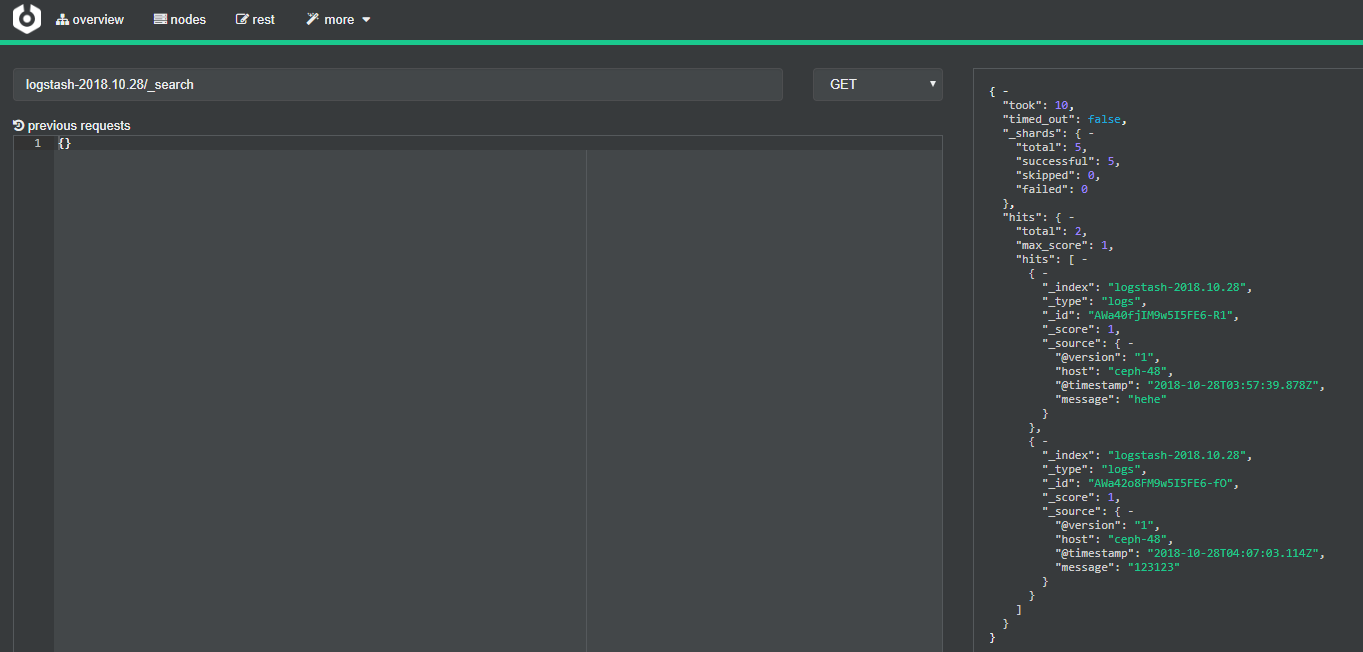 overview nodes rest more
logstash-2018.10.28/_search GET
previous requests
1 {}
{ -
"took": 10,
"timed_out": false,
"_shards": { -
"total": 5,
"successful": 5,
"skipped": 0,
"failed": 0
},
"hits": { -
"total": 2,
"max_score": 1,
"hits": [ -
{ -
"_index": "logstash-2018.10.28",
"_type": "logs",
"_id": "AWa40fjIM9w5I5FE6-R1",
"_score": 1,
"_source": { -
"@version": "1",
"host": "ceph-48",
"@timestamp": "2018-10-28T03:57:39.878Z",
"message": "hehe"
}
},
{ -
"_index": "logstash-2018.10.28",
"_type": "logs",
"_id": "AWa42o8FM9w5I5FE6-fO",
"_score": 1,
"_source": { -
"@version": "1",
"host": "ceph-48",
"@timestamp": "2018-10-28T04:07:03.114Z",
"message": "123123"
}
}
]
}
}